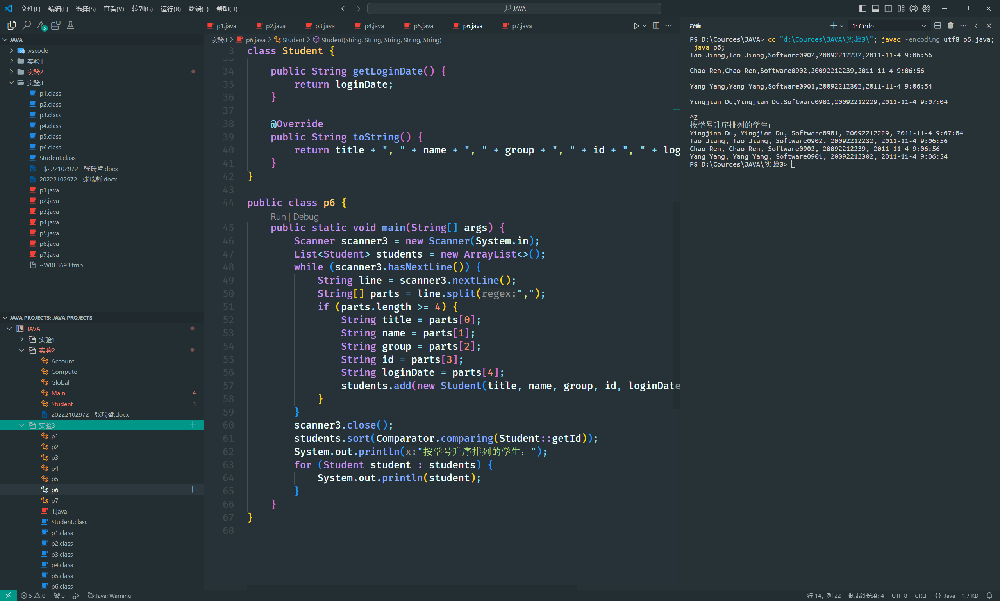 文件(F) 编辑(E) 选择(S) 查看(V) 转到(G) 运行(R) 终端(T) 帮助(H)
JAVA
5
JAVA
.vscode
实验1
实验2
实验3
p1.class
p2.class
p3.class
p4.class
p5.class
p6.class
Student.class
~$222102972 - 张瑞哲.docx
20222102972 - 张瑞哲.docx
p1.java
p2.java
p3.java
p4.java
p5.java
p6.java
p7.java
~WRL3693.tmp
JAVA PROJECTS: JAVA PROJECTS
JAVA
实验1
实验2
Account
Compute
Global
Main 4
Student 1
20222102972 - 张瑞哲.docx
实验3
p1
p2
p3
p4
p5
p6
p7
1.java
Student.class
p1.class
p2.class
p3.class
p4.class
p5.class
p6.class
p1.java p2.java p3.java p4.java p5.java p6.java p7.java
实验3 > p6.java > Student > Student(String, String, String, String, String)
3 class Student {
34 public String getLoginDate() {
35 return loginDate;
36 }
37
38 @Override
39 public String toString() {
40 return title + ", " + name + ", " + group + ", " + id + ", " + log
41 }
42 }
43
44 public class p6 {
Run | Debug
45 public static void main(String[] args) {
46 Scanner scanner3 = new Scanner(System.in);
47 List<Student> students = new ArrayList<>();
48 while (scanner3.hasNextLine()) {
49 String line = scanner3.nextLine();
50 String[] parts = line.split(regex:",");
51 if (parts.length >= 4) {
52 String title = parts[0];
53 String name = parts[1];
54 String group = parts[2];
55 String id = parts[3];
56 String loginDate = parts[4];
57 students.add(new Student(title, name, group, id, loginDate
58 }
59 }
60 scanner3.close();
61 students.sort(Comparator.comparing(Student::getId));
62 System.out.println(x:"按学号升序排列的学生：");
63 for (Student student : students) {
64 System.out.println(student);
65 }
66 }
67 }
68
终端
1: Code
PS D:\Cources\JAVA> cd "d:\Cources\JAVA\实验3\"; javac -encoding utf8 p6.java;
java p6;
Tao Jiang,Tao Jiang,Software0902,20092212232,2011-11-4 9:06:56
Chao Ren,Chao Ren,Software0902,20092212239,2011-11-4 9:06:56
Yang Yang,Yang Yang,Software0901,20092212302,2011-11-4 9:06:54
Yingjian Du,Yingjian Du,Software0901,20092212229,2011-11-4 9:07:04
^Z
按学号升序排列的学生：
Yingjian Du, Yingjian Du, Software0901, 20092212229, 2011-11-4 9:07:04
Tao Jiang, Tao Jiang, Software0902, 20092212232, 2011-11-4 9:06:56
Chao Ren, Chao Ren, Software0902, 20092212239, 2011-11-4 9:06:56
Yang Yang, Yang Yang, Software0901, 20092212302, 2011-11-4 9:06:54
PS D:\Cources\JAVA\实验3>
5 0 0 Java: Warning
行 14，列 22 制表符长度: 4 UTF-8 CRLF {} Java 1.7 KB